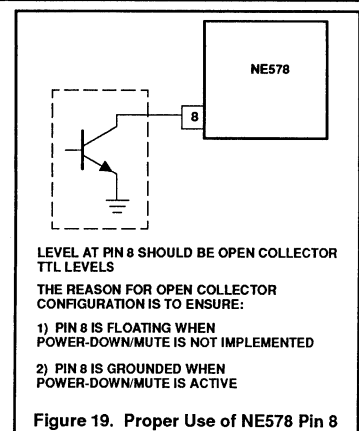 NE578
8
LEVEL AT PIN 8 SHOULD BE OPEN COLLECTOR
TTL LEVELS
THE REASON FOR OPEN COLLECTOR
CONFIGURATION IS TO ENSURE:
1) PIN 8 IS FLOATING WHEN
POWER-DOWN/MUTE IS NOT IMPLEMENTED
2) PIN 8 IS GROUNDED WHEN
POWER-DOWN/MUTE IS ACTIVE
Figure 19. Proper Use of NE578 Pin 8